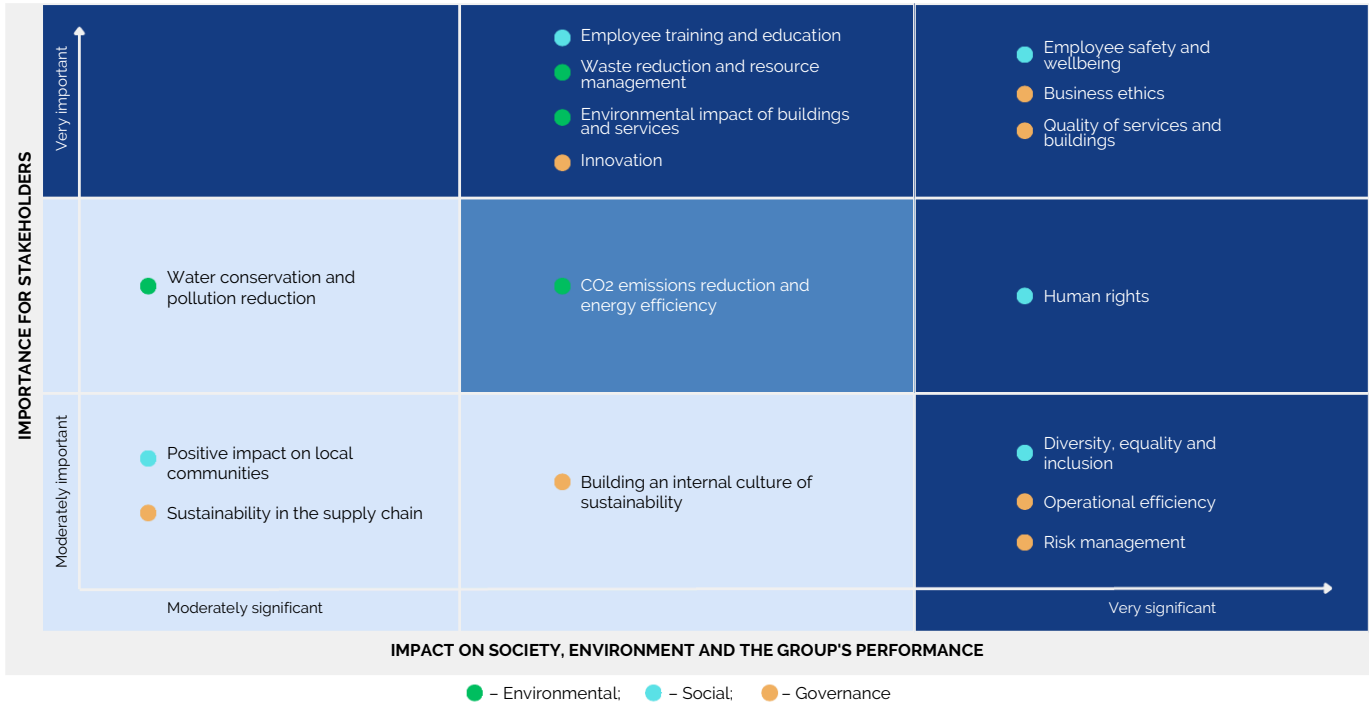 IMPORTANCE FOR STAKEHOLDERS
Very important
Moderately important
Employee training and education
Waste reduction and resource
management
Environmental impact of buildings
and services
Innovation
Employee safety and
wellbeing
Business ethics
Quality of services and
buildings
Water conservation and
pollution reduction
CO2 emissions reduction and
energy efficiency
Human rights
Positive impact on local
communities
Sustainability in the supply chain
Building an internal culture of
sustainability
Diversity, equality and
inclusion
Operational efficiency
Risk management
Moderately significant
Very significant
IMPACT ON SOCIETY, ENVIRONMENT AND THE GROUP'S PERFORMANCE
– Environmental; – Social; – Governance